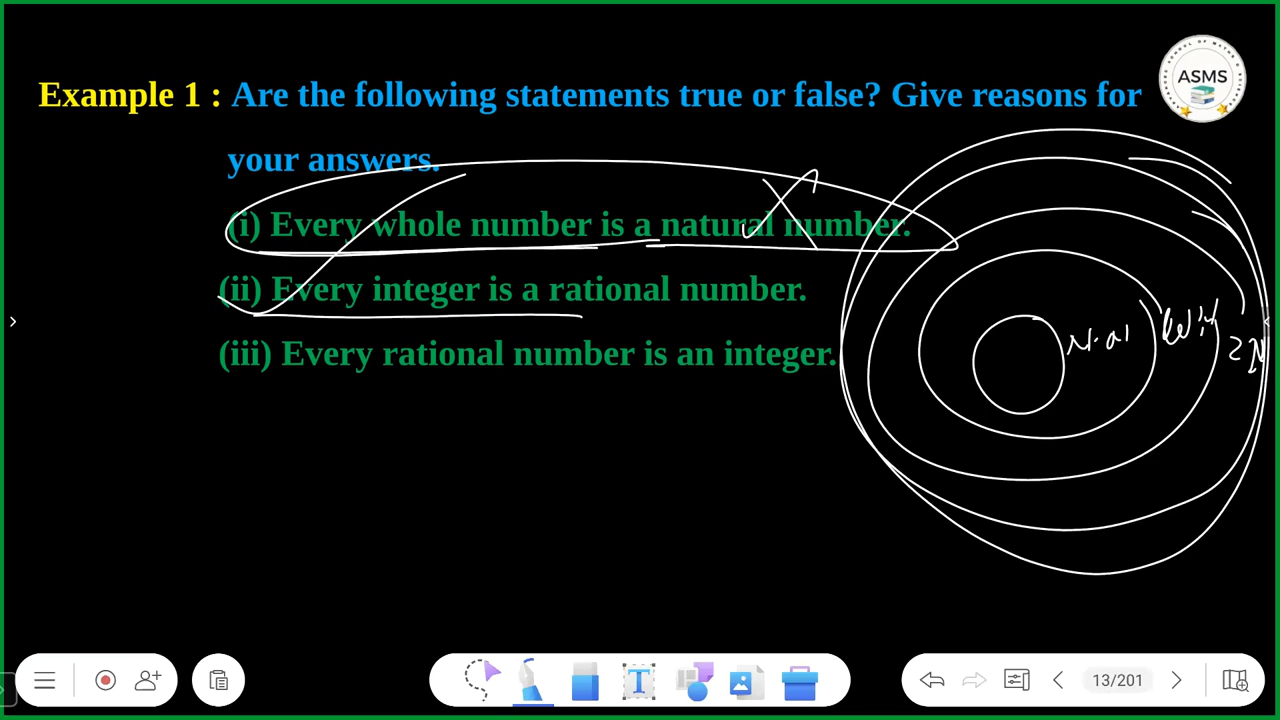 ASMS
Example 1 : Are the following statements true or false? Give reasons for
your answers.
(i) Every whole number is a natural number.
(ii) Every integer is a rational number.
(iii) Every rational number is an integer.
13/201